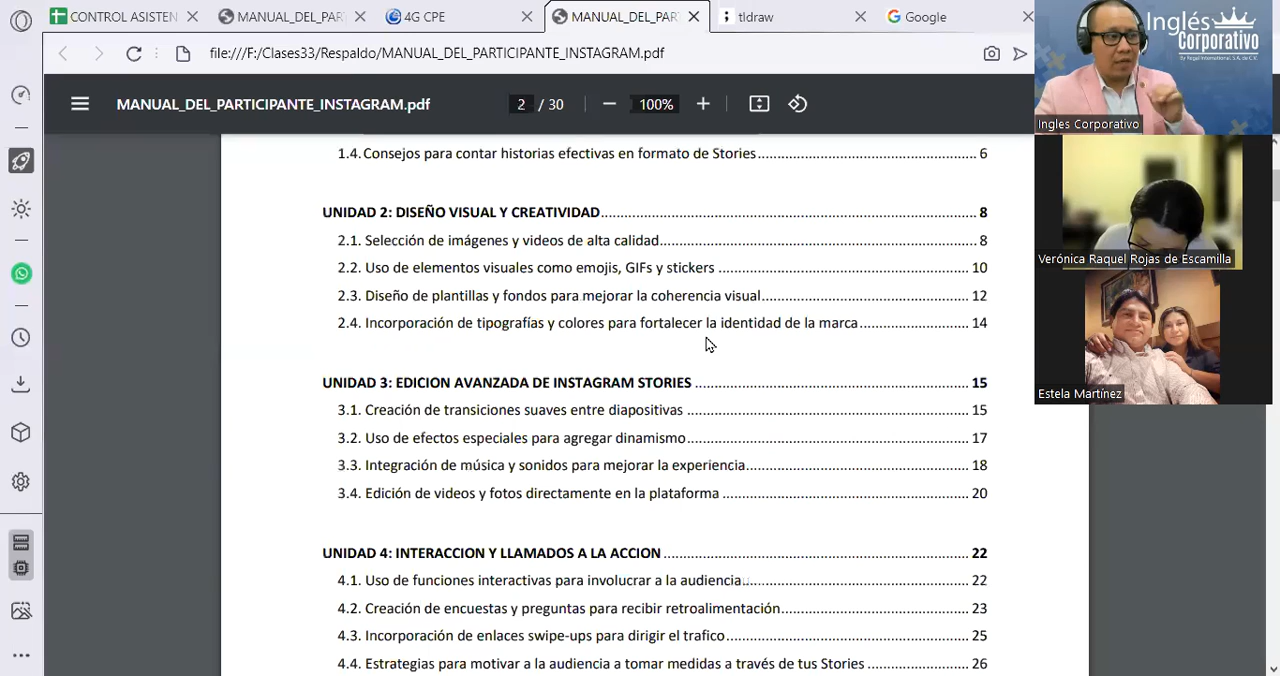 CONTROL ASISTEN
MANUAL_DEL_PAR
4G CPE
MANUAL_DEL_PAR
tldraw
Google
file:///F:/Clases33/Respaldo/MANUAL_DEL_PARTICIPANTE_INSTAGRAM.pdf
MANUAL_DEL_PARTICIPANTE_INSTAGRAM.pdf
2 / 30
100%
1.4.Consejos para contar historias efectivas en formato de Stories 6
UNIDAD 2: DISEÑO VISUAL Y CREATIVIDAD 8
2.1. Selección de imágenes y videos de alta calidad 8
2.2. Uso de elementos visuales como emojis, GIFs y stickers 10
2.3. Diseño de plantillas y fondos para mejorar la coherencia visual 12
2.4. Incorporación de tipografías y colores para fortalecer la identidad de la marca 14
UNIDAD 3: EDICION AVANZADA DE INSTAGRAM STORIES 15
3.1. Creación de transiciones suaves entre diapositivas 15
3.2. Uso de efectos especiales para agregar dinamismo 17
3.3. Integración de música y sonidos para mejorar la experiencia 18
3.4. Edición de videos y fotos directamente en la plataforma 20
UNIDAD 4: INTERACCION Y LLAMADOS A LA ACCION 22
4.1. Uso de funciones interactivas para involucrar a la audiencia 22
4.2. Creación de encuestas y preguntas para recibir retroalimentación 23
4.3. Incorporación de enlaces swipe-ups para dirigir el trafico 25
4.4. Estrategias para motivar a la audiencia a tomar medidas a través de tus Stories 26
Inglés
Corporativo
By Regal International, S.A. de C.V.
Ingles Corporativo
Verónica Raquel Rojas de Escamilla
Estela Martínez